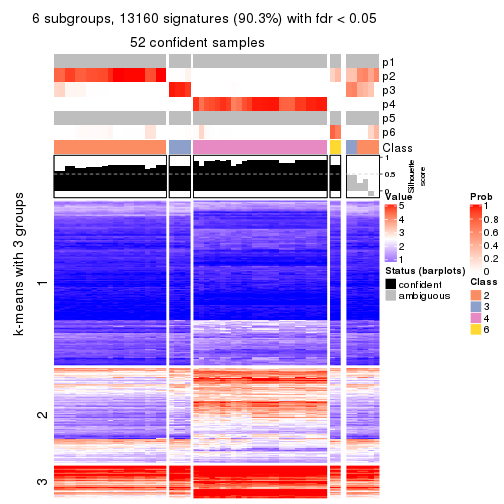 6 subgroups, 13160 signatures (90.3%) with fdr < 0.05
52 confident samples
p1
p2
p3
p4
p5
p6
Class
1
0.5
0
Silhouette
score
k-means with 3 groups
1
2
3
Value
5
4
3
2
1
Status (barplots)
confident
ambiguous
Prob
1
0.8
0.6
0.4
0.2
0
Class
2
3
4
6